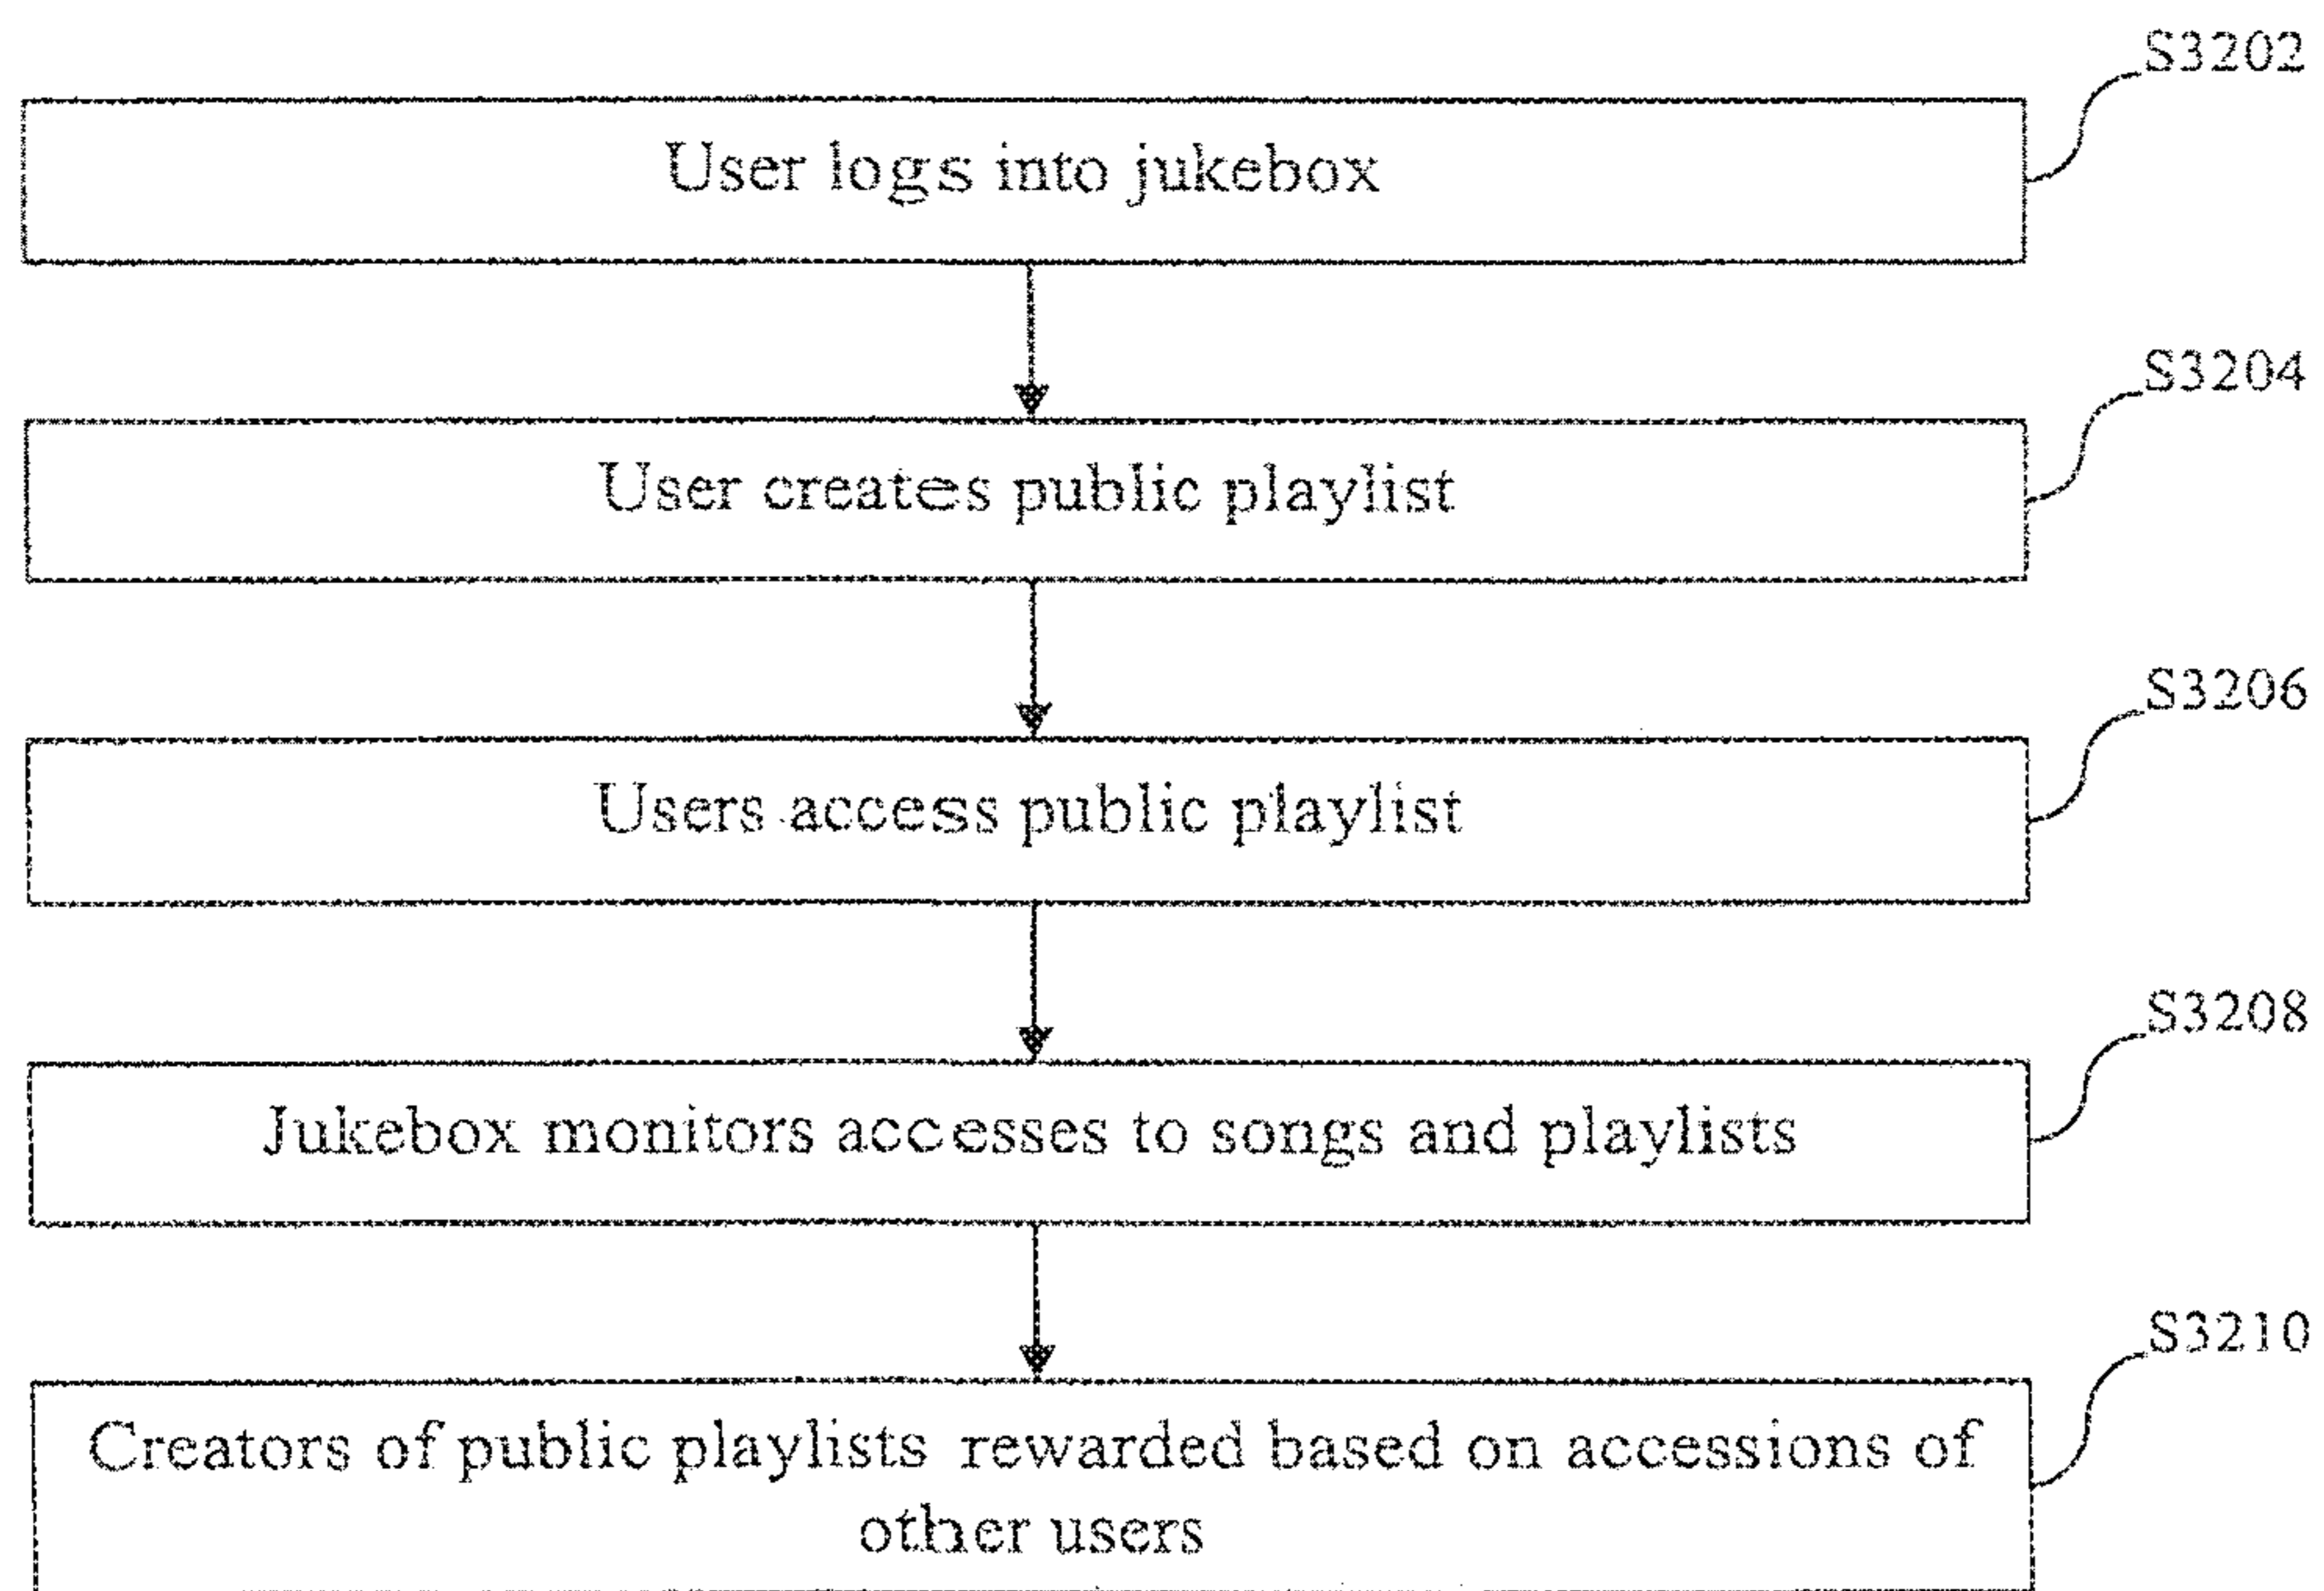 S3202
User logs into jukebox
S3204
User creates public playlist
S3206
Users access public playlist
S3208
Jukebox monitors accesses to songs and playlists
S3210
Creators of public playlists rewarded based on accessions of
other users